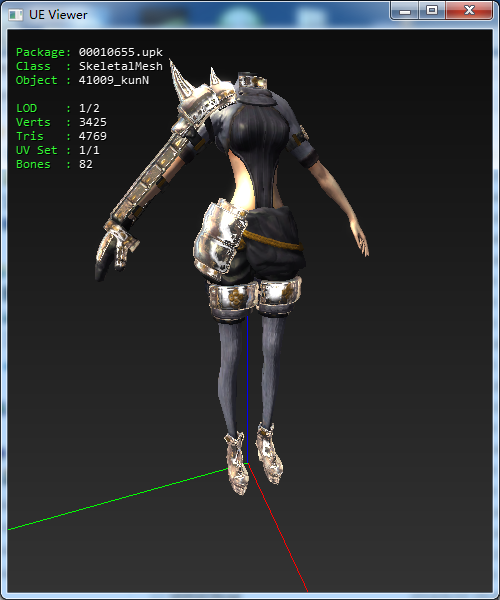 UE Viewer
Package: 00010655.upk
Class : SkeletalMesh
Object : 41009_kunN
LOD : 1/2
Verts : 3425
Tris : 4769
UV Set : 1/1
Bones : 82